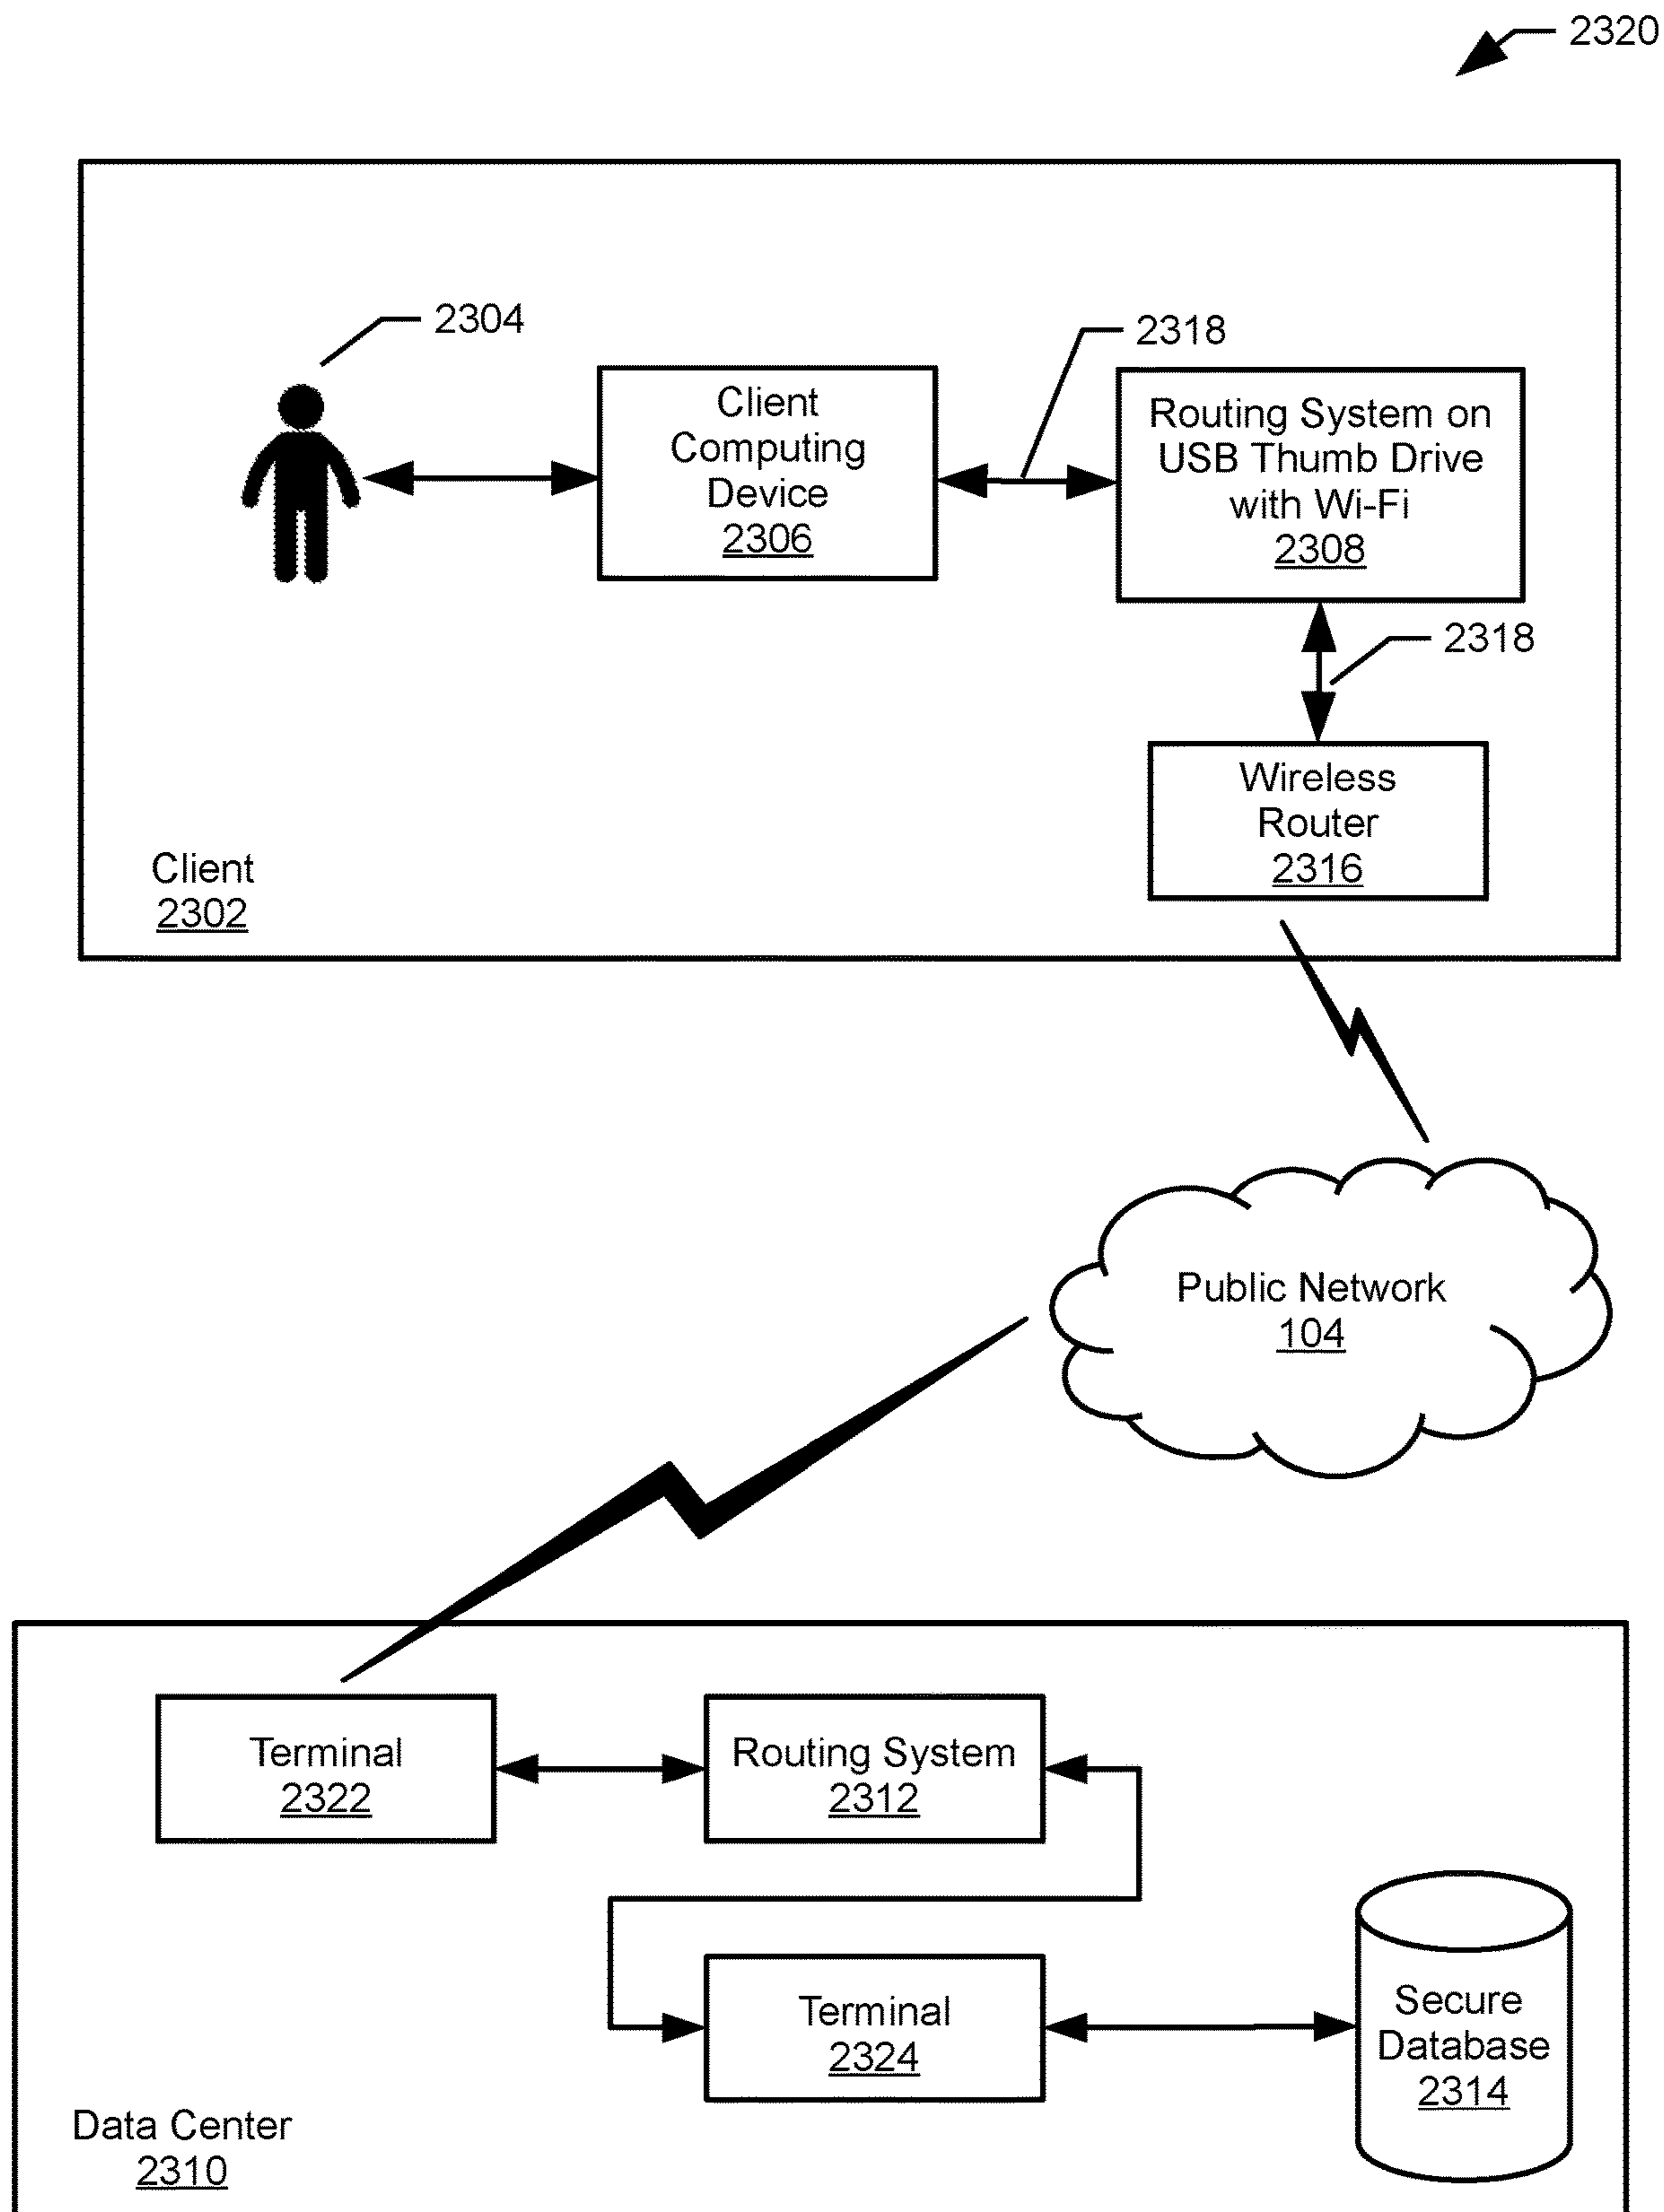 2320
2304
2318
Client
Computing
Device
2306
Routing System on
USB Thumb Drive
with Wi-Fi
2308
2318
Wireless
Router
2316
Client
2302
Public Network
104
Terminal
2322
Routing System
2312
Terminal
2324
Secure
Database
2314
Data Center
2310